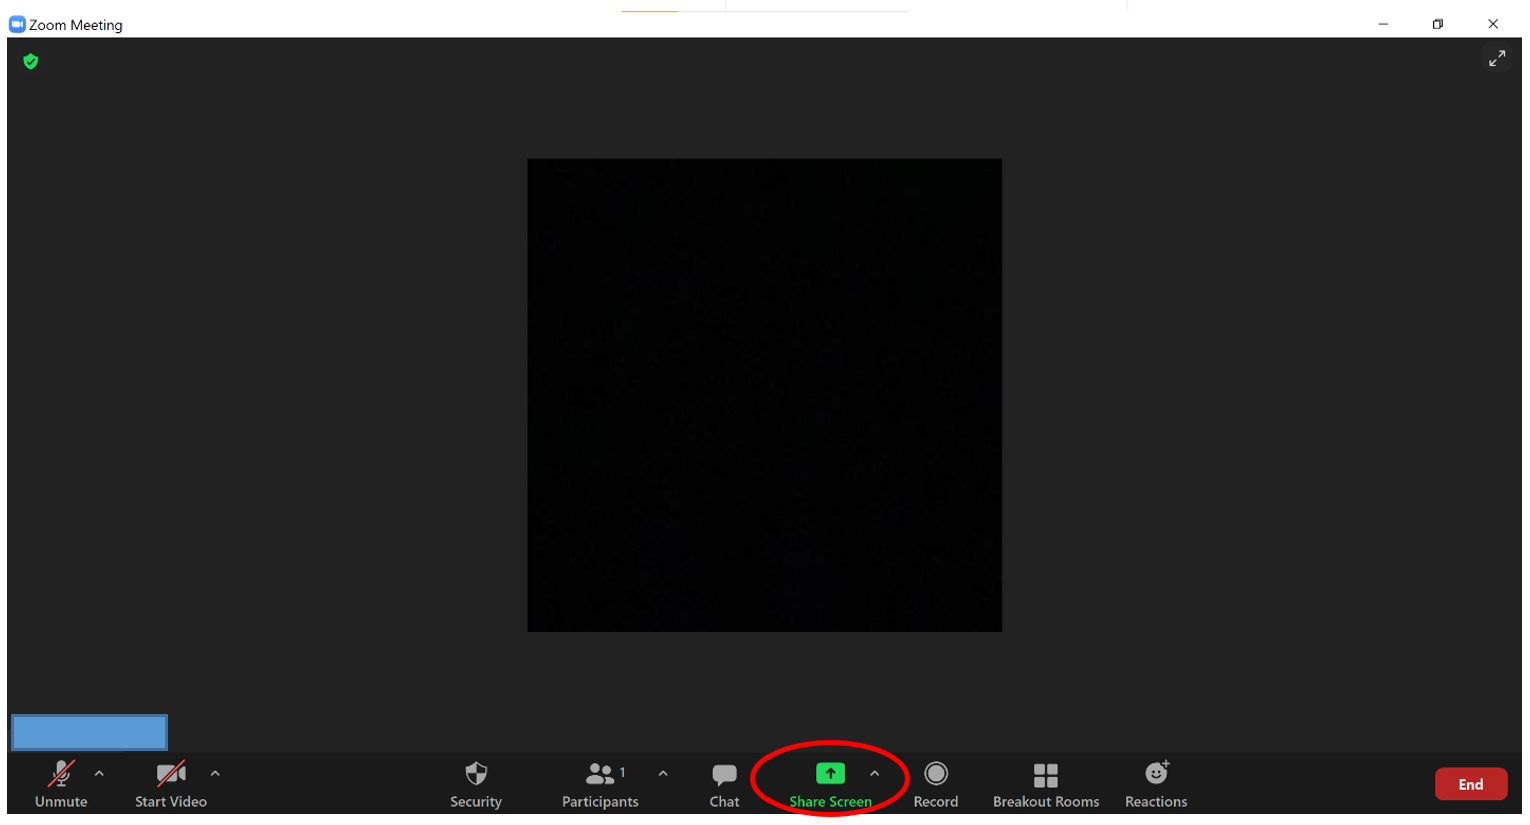 Zoom Meeting
1
Unmute Start Video Security Participants Chat Share Screen Record Breakout Rooms Reactions End